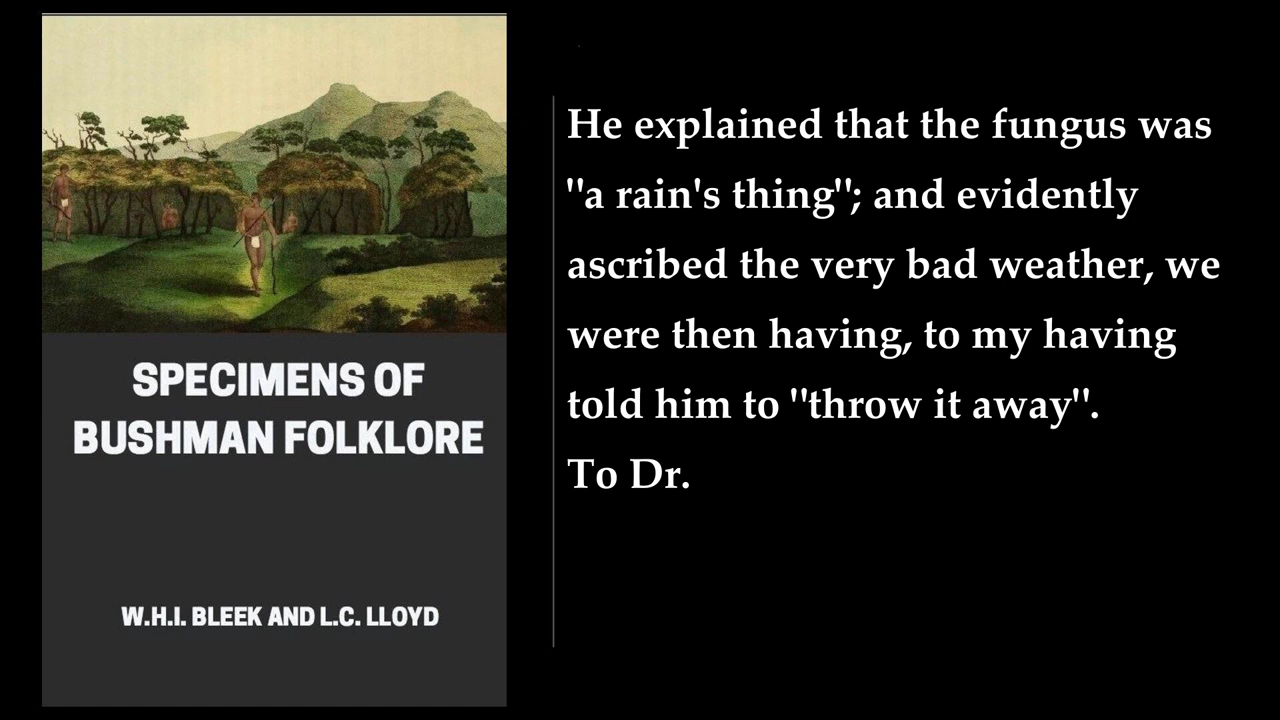 SPECIMENS OF
BUSHMAN FOLKLORE
W.H.I. BLEEK AND L.C. LLOYD
He explained that the fungus was
"a rain's thing"; and evidently
ascribed the very bad weather, we
were then having, to my having
told him to "throw it away".
To Dr.